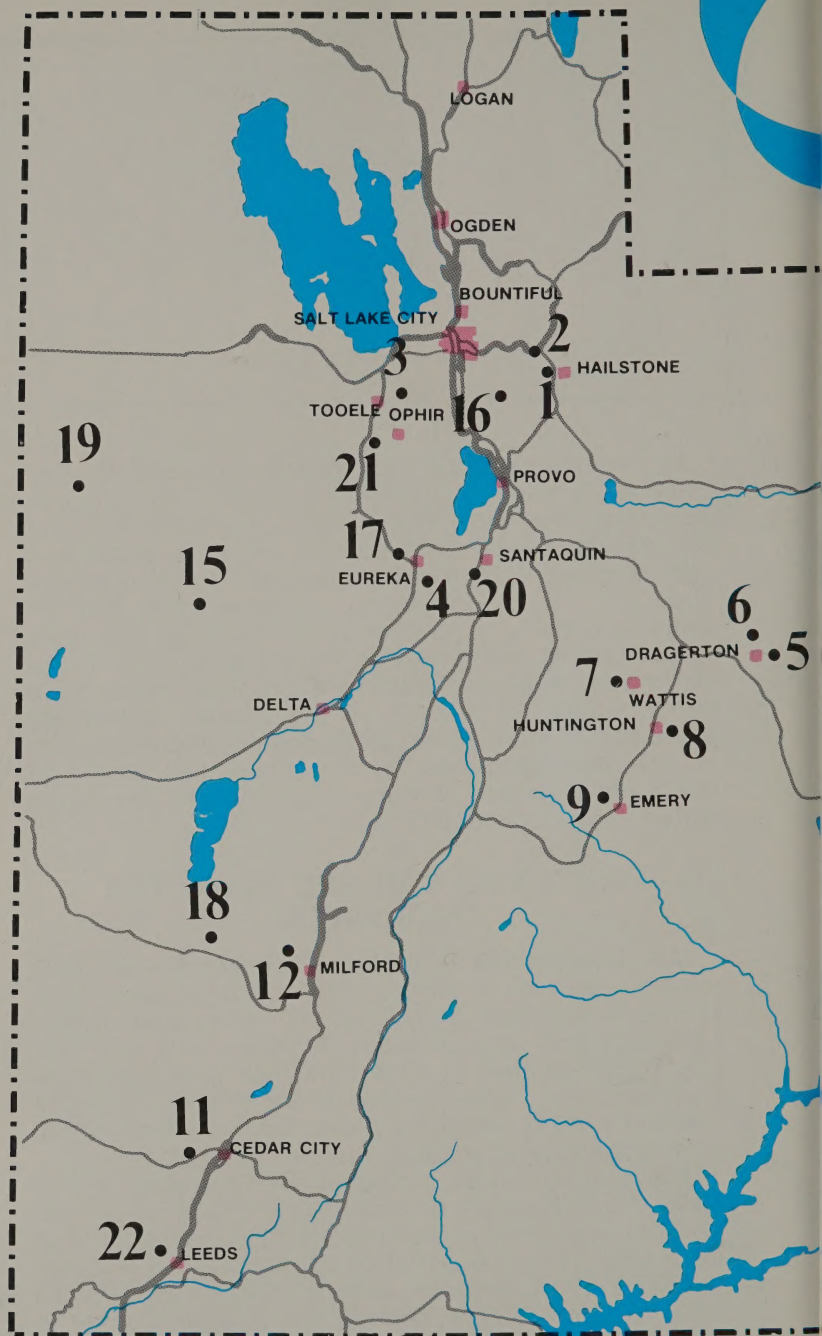 LOGAN
OGDEN
BOUNTIFUL
SALT LAKE CITY
2
3
HAILSTONE
1
TOOELE
OPHIR
16
19
21
PROVO
17
SANTAQUIN
EUREKA
4
20
15
6
DRAGERTON
5
7
WATTIS
DELTA
HUNTINGTON
8
9
EMERY
18
12
MILFORD
11
CEDAR CITY
22
LEEDS